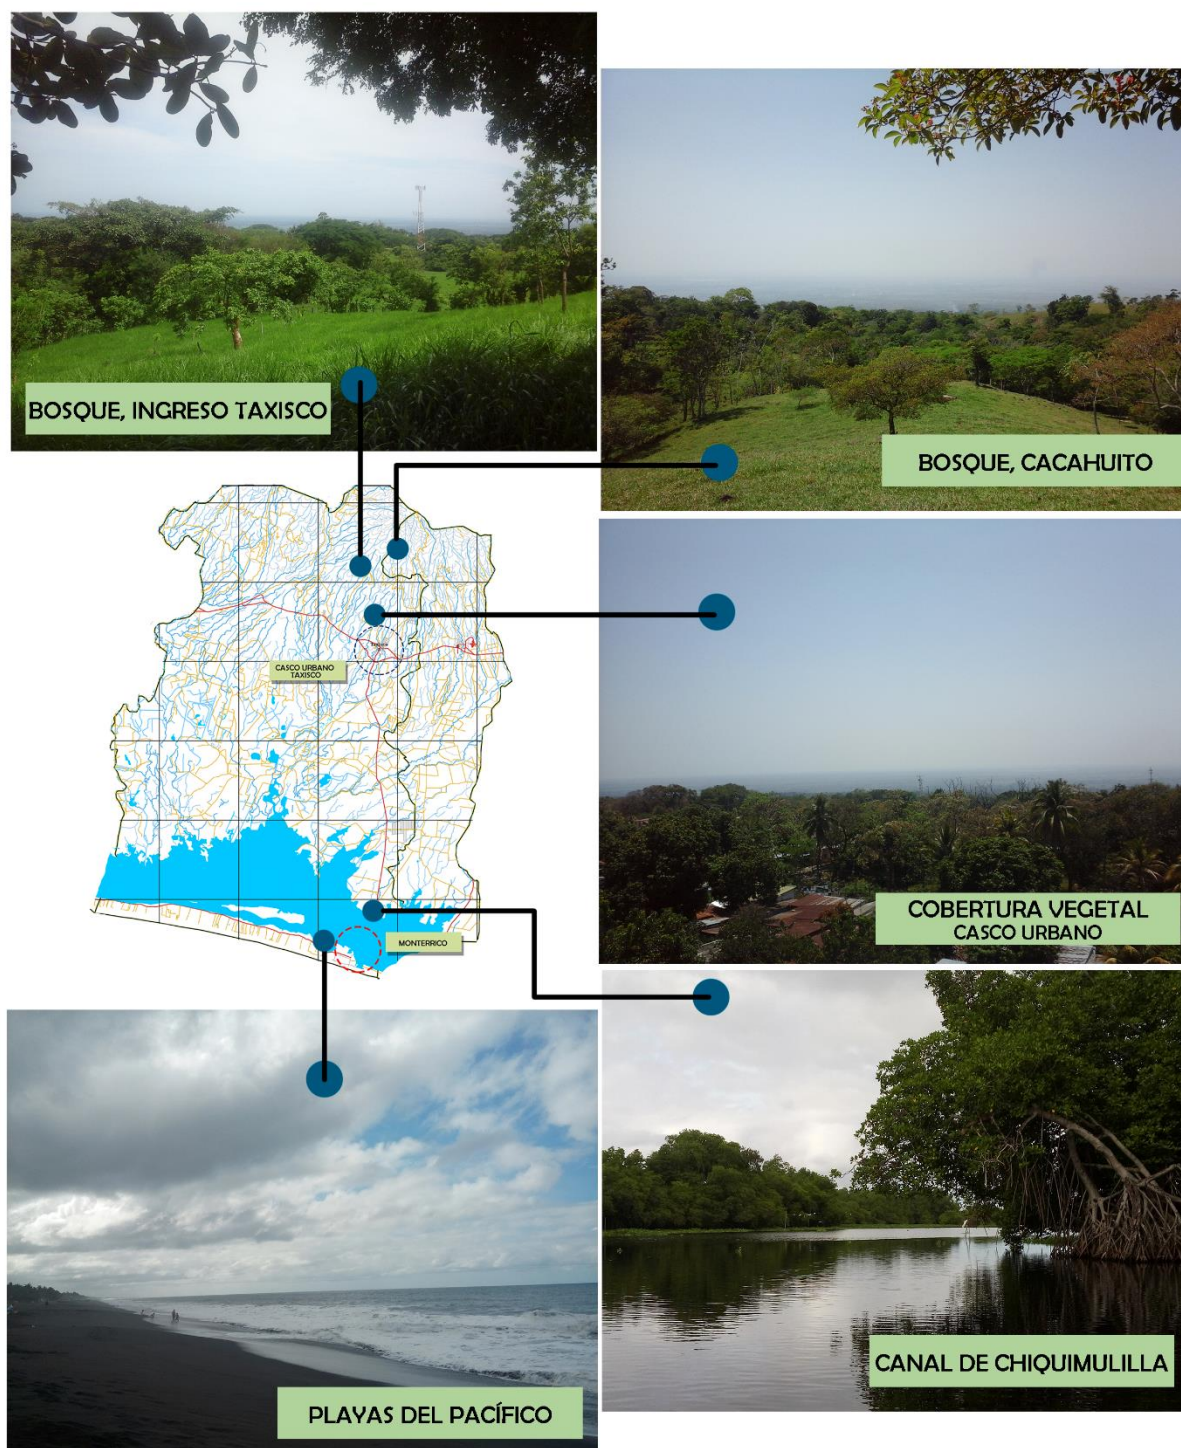 BOSQUE, INGRESO TAXISCO
BOSQUE, CACAHUITO
CASCO URBANO
TAXISCO
COBERTURA VEGETAL
CASCO URBANO
MONTERRICO
CANAL DE CHIQUIMULILLA
PLAYAS DEL PACÍFICO